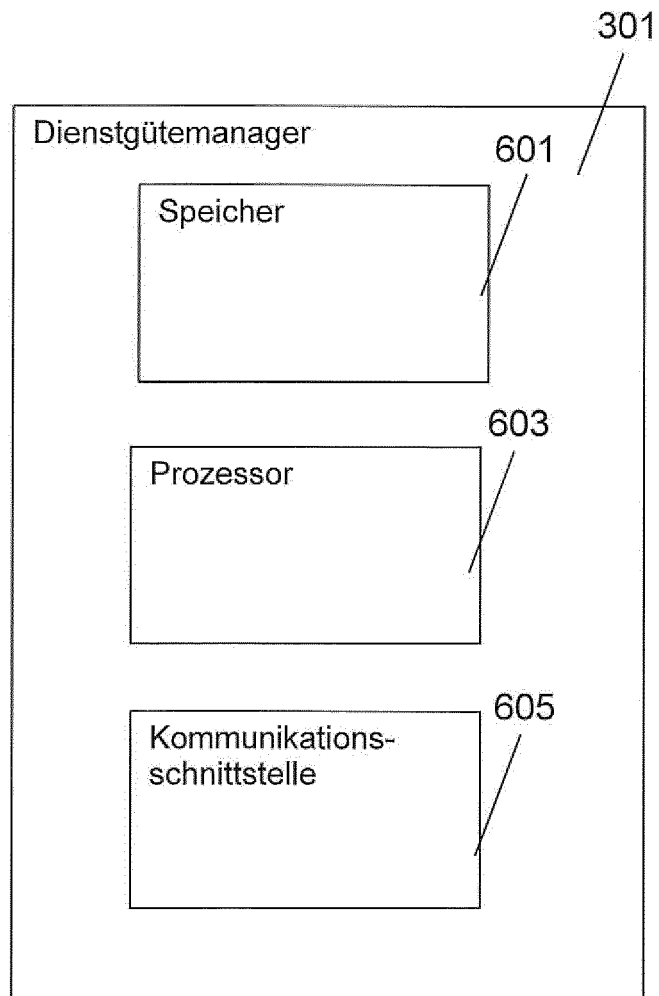 301
Dienstgütemanager
601
Speicher
603
Prozessor
605
Kommunikations-
schnittstelle